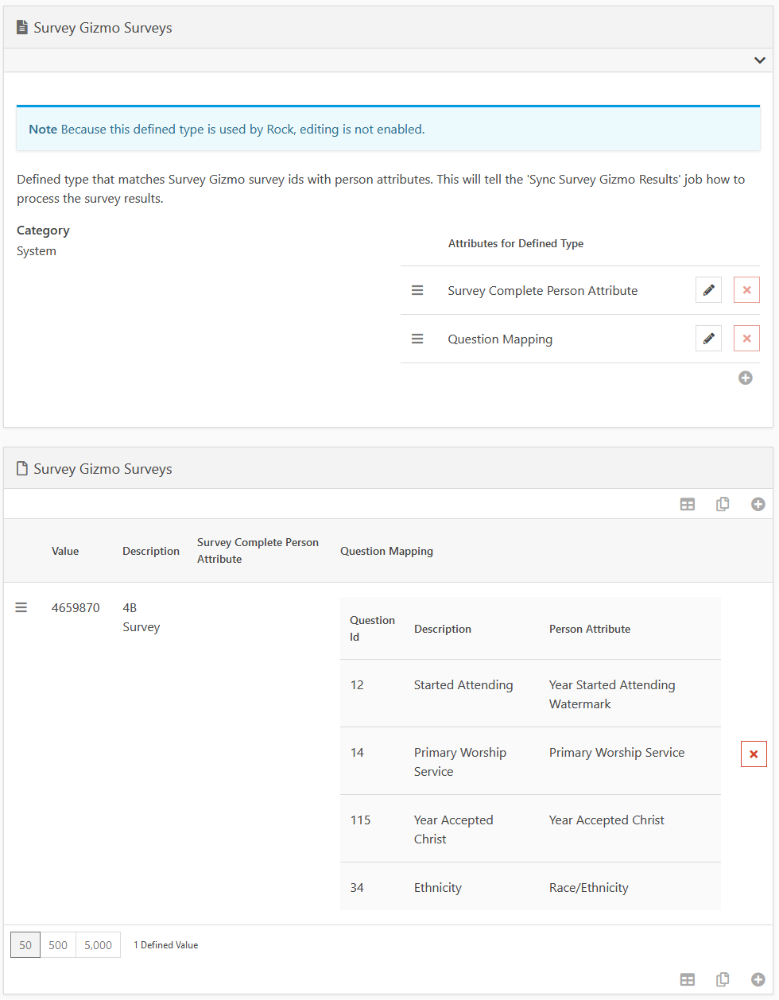 Survey Gizmo Surveys
Note Because this defined type is used by Rock, editing is not enabled.
Defined type that matches Survey Gizmo survey ids with person attributes. This will tell the 'Sync Survey Gizmo Results' job how to
process the survey results.
Category
System
Attributes for Defined Type
Survey Complete Person Attribute
Question Mapping
Survey Gizmo Surveys
Value Description Survey Complete Person
Attribute Question Mapping
4659870 4B
Survey
Question
Id Description Person Attribute
12 Started Attending Year Started Attending
Watermark
14 Primary Worship
Service Primary Worship Service
115 Year Accepted
Christ Year Accepted Christ
34 Ethnicity Race/Ethnicity
50 500 5,000 1 Defined Value